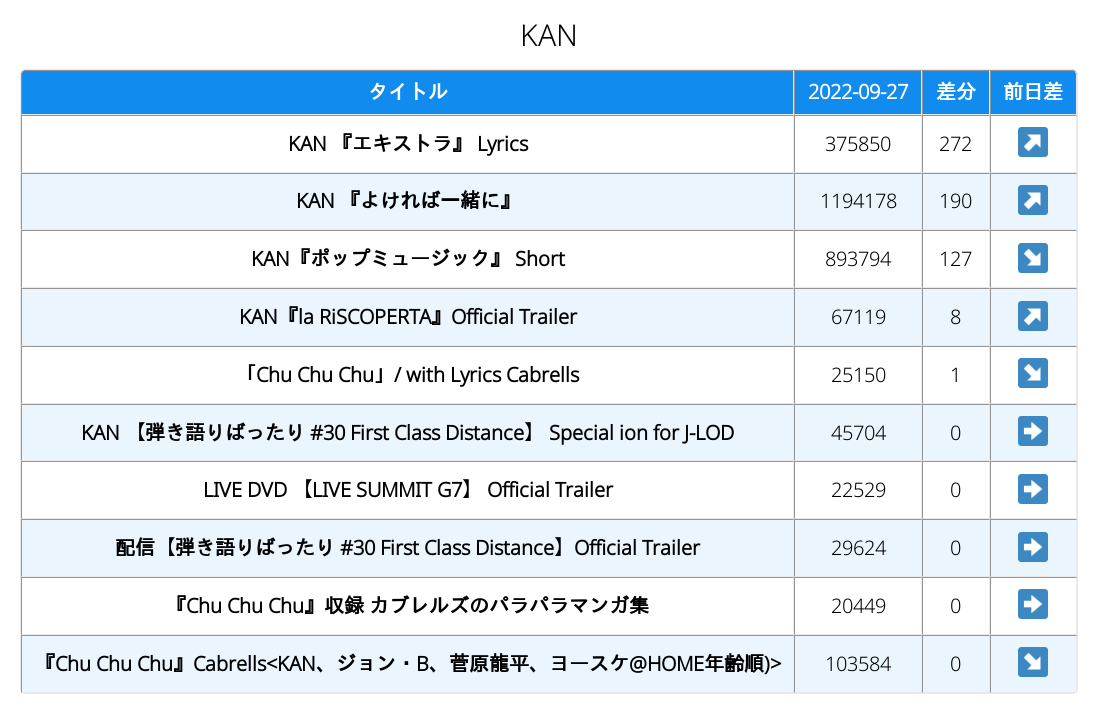 KAN
タイトル 2022-09-27 差分 前日差
KAN 『エキストラ』 Lyrics 375850 272 ↗
KAN 『よければ一緒に』 1194178 190 ↗
KAN『ポップミュージック』 Short 893794 127 ↘
KAN『la RiSCOPERTA』Official Trailer 67119 8 ↗
「Chu Chu Chu」/ with Lyrics Cabrells 25150 1 ↘
KAN 【弾き語りばったり #30 First Class Distance】 Special ion for J-LOD 45704 0 ➡
LIVE DVD 【LIVE SUMMIT G7】 Official Trailer 22529 0 ➡
配信【弾き語りばったり #30 First Class Distance】Official Trailer 29624 0 ➡
『Chu Chu Chu』収録 カブレルズのパラパラマンガ集 20449 0 ➡
『Chu Chu Chu』Cabrells<KAN、ジョン・B、菅原龍平、ヨースケ@HOME年齢順)> 103584 0 ↘